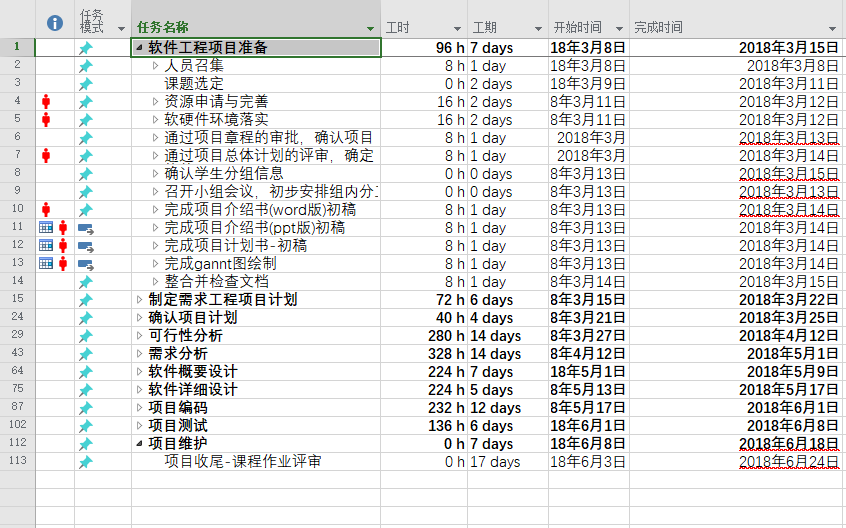 任务模式 任务名称 工时 工期 开始时间 完成时间
1 软件工程项目准备 96 h 7 days 18年3月8日 2018年3月15日
2 人员召集 8 h 1 day 18年3月8日 2018年3月8日
3 课题选定 0 h 2 days 18年3月9日 2018年3月11日
4 资源申请与完善 16 h 2 days 8年3月11日 2018年3月12日
5 软硬件环境落实 16 h 2 days 8年3月11日 2018年3月12日
6 通过项目章程的审批，确认项目 8 h 1 day 2018年3月 2018年3月13日
7 通过项目总体计划的评审，确定 8 h 1 day 2018年3月 2018年3月14日
8 确认学生分组信息 0 h 0 days 8年3月13日 2018年3月15日
9 召开小组会议，初步安排组内分工 0 h 0 days 8年3月13日 2018年3月13日
10 完成项目介绍书(word版)初稿 8 h 1 day 8年3月13日 2018年3月14日
11 完成项目介绍书(ppt版)初稿 8 h 1 day 8年3月13日 2018年3月14日
12 完成项目计划书-初稿 8 h 1 day 8年3月13日 2018年3月14日
13 完成gannt图绘制 8 h 1 day 8年3月13日 2018年3月14日
14 整合并检查文档 8 h 1 day 8年3月14日 2018年3月15日
15 制定需求工程项目计划 72 h 6 days 8年3月15日 2018年3月22日
24 确认项目计划 40 h 4 days 8年3月21日 2018年3月25日
29 可行性分析 280 h 14 days 8年3月27日 2018年4月12日
43 需求分析 328 h 14 days 8年4月12日 2018年5月1日
64 软件概要设计 224 h 7 days 18年5月1日 2018年5月9日
75 软件详细设计 224 h 5 days 8年5月13日 2018年5月17日
87 项目编码 232 h 12 days 8年5月17日 2018年6月1日
102 项目测试 136 h 6 days 18年6月1日 2018年6月8日
112 项目维护 0 h 7 days 18年6月8日 2018年6月18日
113 项目收尾-课程作业评审 0 h 17 days 18年6月3日 2018年6月24日